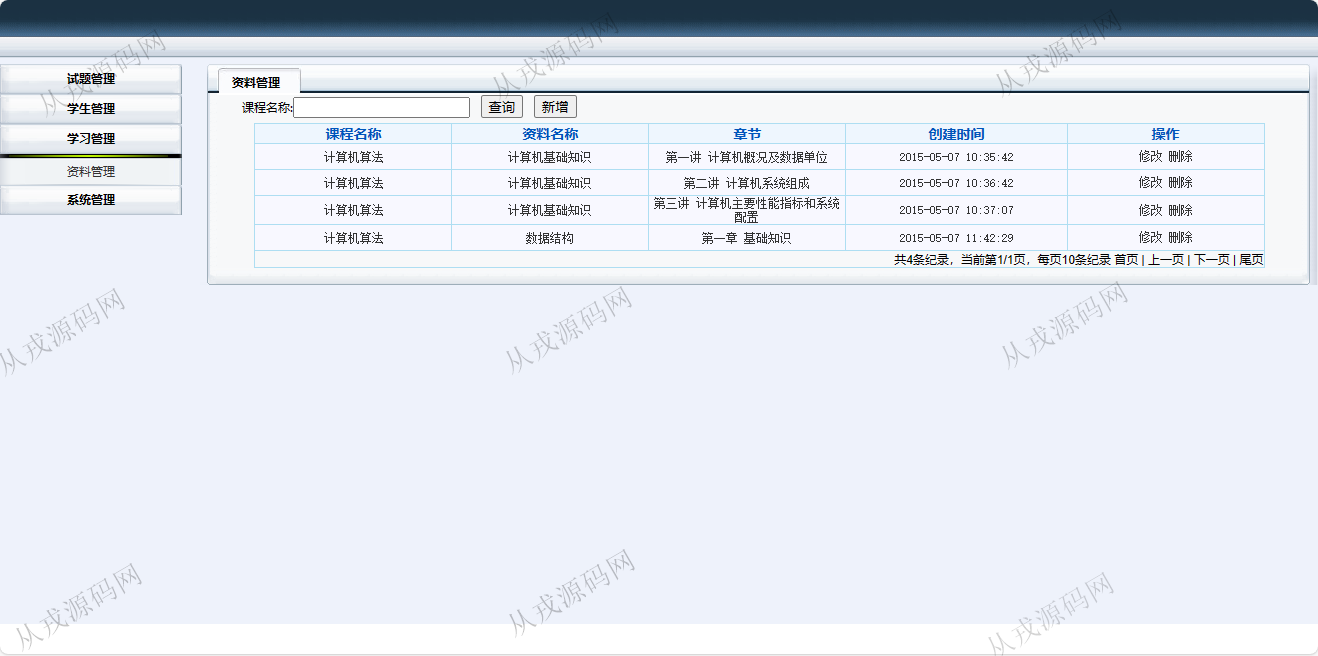 试题管理
学生管理
学习管理
资料管理
系统管理
资料管理
课程名称: 查询 新增
课程名称 资料名称 章节 创建时间 操作
计算机算法 计算机基础知识 第一讲 计算机概况及数据单位 2015-05-07 10:35:42 修改 删除
计算机算法 计算机基础知识 第二讲 计算机系统组成 2015-05-07 10:36:42 修改 删除
计算机算法 计算机基础知识 第三讲 计算机主要性能指标和系统 2015-05-07 10:37:07 修改 删除
配置
计算机算法 数据结构 第一章 基础知识 2015-05-07 11:42:29 修改 删除
共4条纪录，当前第1/1页，每页10条纪录 首页 | 上一页 | 下一页 | 尾页
从戎源码网
从戎源码网
从戎源码网
从戎源码网
从戎源码网
从戎源码网
从戎源码网
从戎源码网
从戎源码网